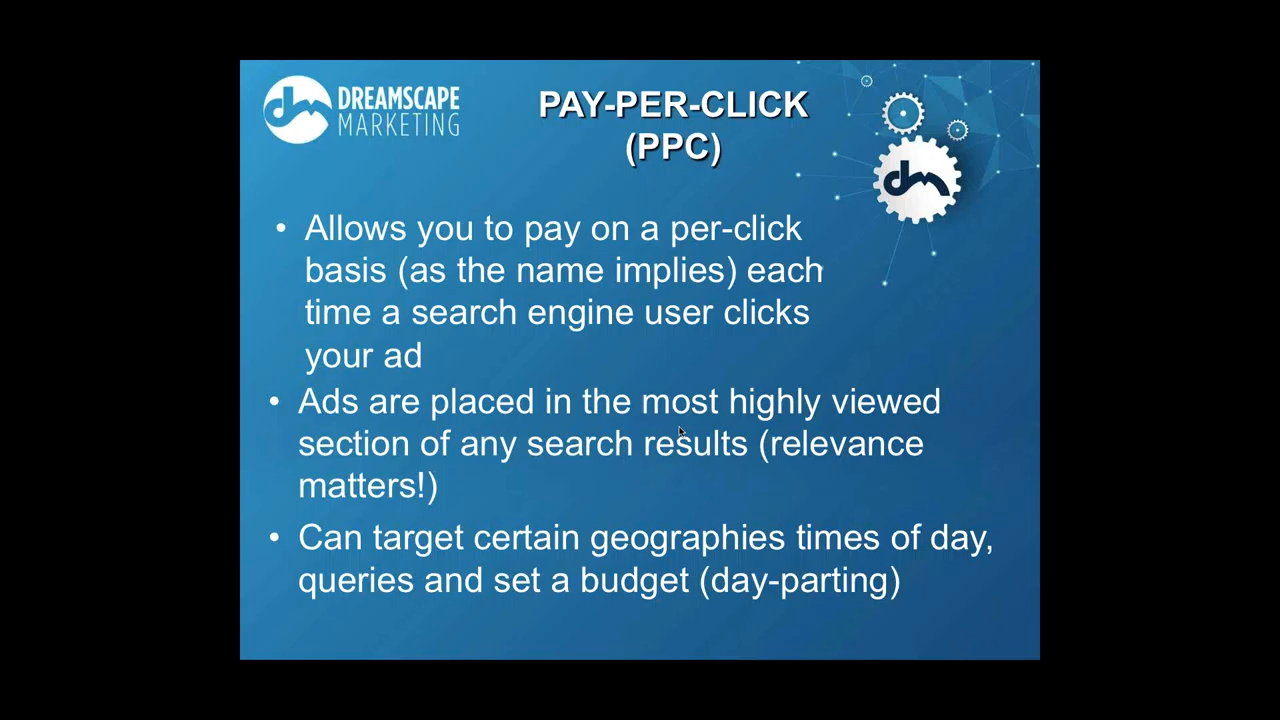 DREAMSCAPE
MARKETING
PAY-PER-CLICK
(PPC)
dm
• Allows you to pay on a per-click
basis (as the name implies) each
time a search engine user clicks
your ad
• Ads are placed in the most highly viewed
section of any search results (relevance
matters!)
• Can target certain geographies times of day,
queries and set a budget (day-parting)